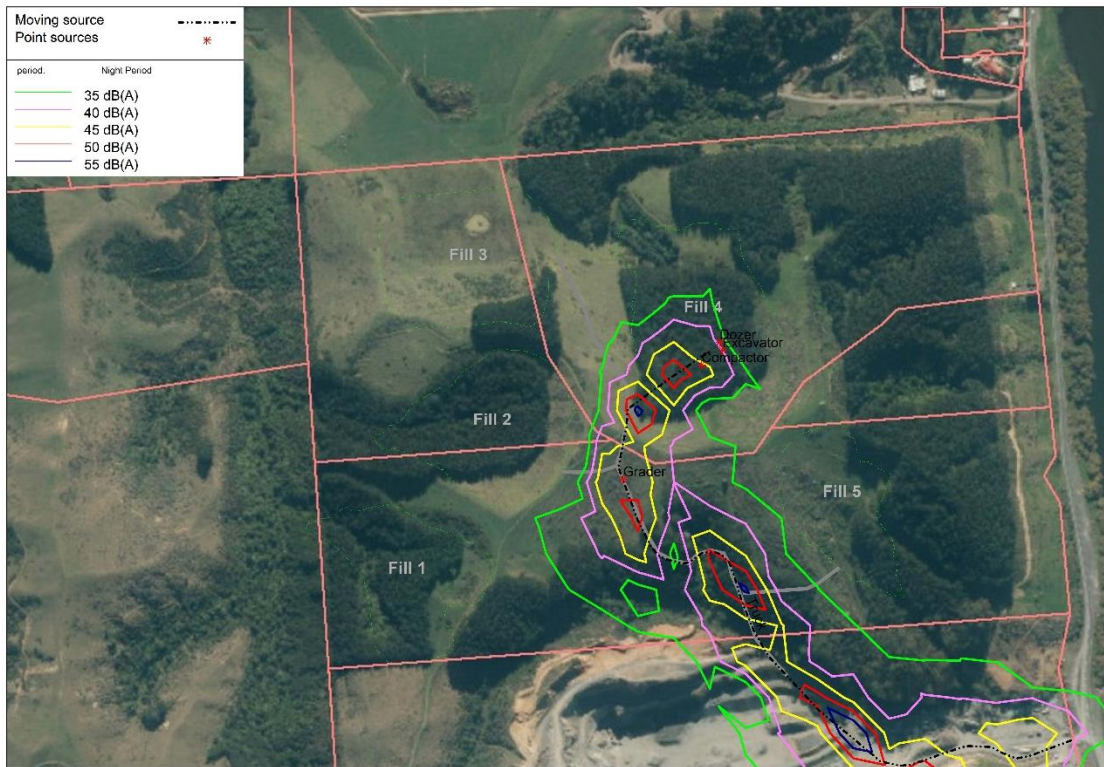 Moving source
Point sources
period. Night Period
35 dB(A)
40 dB(A)
45 dB(A)
50 dB(A)
55 dB(A)
Fill 3
Fill 4
Dozer
Excavator
Compactor
Fill 2
Grader
Fill 5
Fill 1